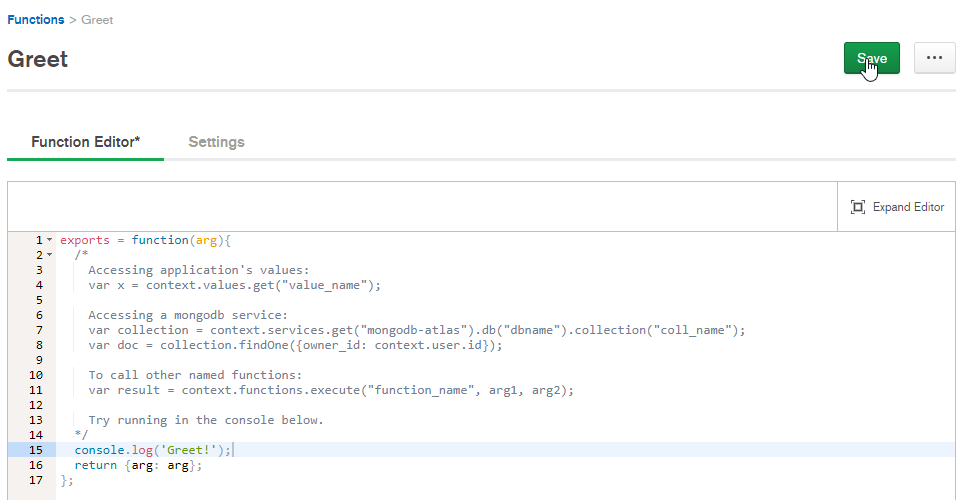 Functions > Greet
Greet
Save
...
Function Editor*
Settings
Expand Editor
1 exports = function(arg){
2   /*
3     Accessing application's values:
4     var x = context.values.get("value_name");
5
6     Accessing a mongodb service:
7     var collection = context.services.get("mongodb-atlas").db("dbname").collection("coll_name");
8     var doc = collection.findOne({owner_id: context.user.id});
9
10     To call other named functions:
11     var result = context.functions.execute("function_name", arg1, arg2);
12
13     Try running in the console below.
14   */
15   console.log('Greet!');
16   return {arg: arg};
17 };